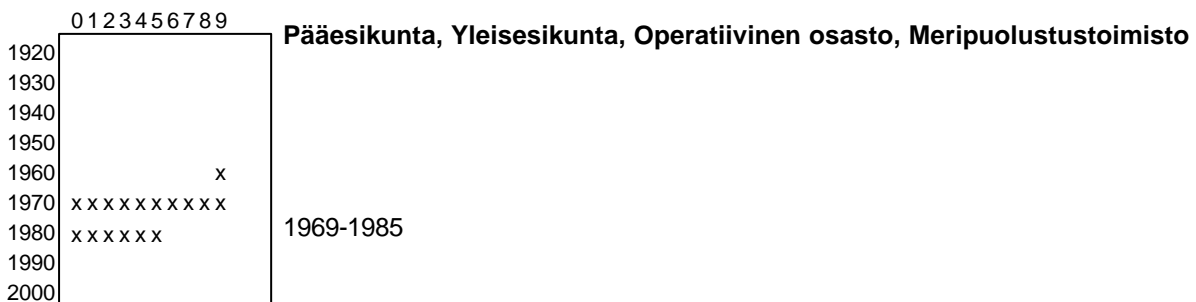 0123456789
Pääesikunta, Yleisesikunta, Operatiivinen osasto, Meripuolustustoimisto
1920
1930
1940
1950
1960 x
1970 xxxxxxxxxx
1980 xxxxxx
1969-1985
1990
2000